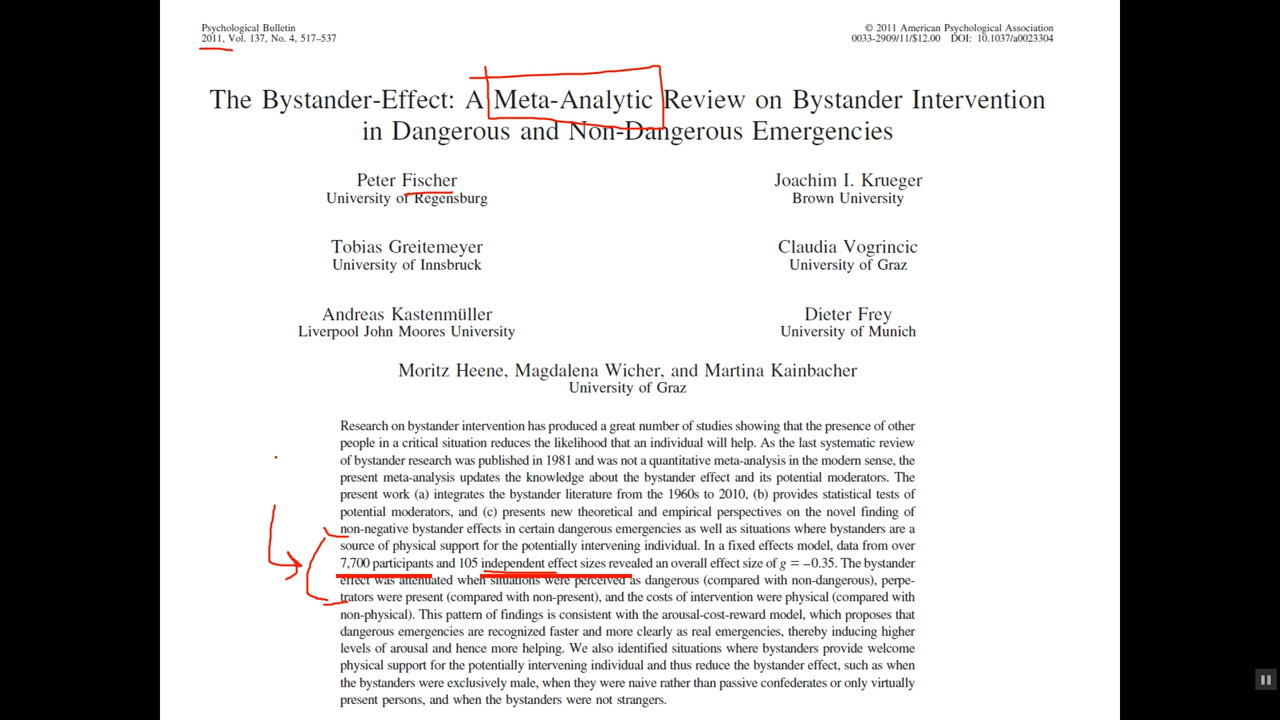 Psychological Bulletin
2011, Vol. 137, No. 4, 517–537
© 2011 American Psychological Association
0033-2909/11/$12.00 DOI: 10.1037/a0023304
The Bystander-Effect: A Meta-Analytic Review on Bystander Intervention
in Dangerous and Non-Dangerous Emergencies
Peter Fischer
University of Regensburg
Joachim I. Krueger
Brown University
Tobias Greitemeyer
University of Innsbruck
Claudia Vogrincic
University of Graz
Andreas Kastenmüller
Liverpool John Moores University
Dieter Frey
University of Munich
Moritz Heene, Magdalena Wicher, and Martina Kainbacher
University of Graz
Research on bystander intervention has produced a great number of studies showing that the presence of other
people in a critical situation reduces the likelihood that an individual will help. As the last systematic review
of bystander research was published in 1981 and was not a quantitative meta-analysis in the modern sense, the
present meta-analysis updates the knowledge about the bystander effect and its potential moderators. The
present work (a) integrates the bystander literature from the 1960s to 2010, (b) provides statistical tests of
potential moderators, and (c) presents new theoretical and empirical perspectives on the novel finding of
non-negative bystander effects in certain dangerous emergencies as well as situations where bystanders are a
source of physical support for the potentially intervening individual. In a fixed effects model, data from over
7,700 participants and 105 independent effect sizes revealed an overall effect size of g = −0.35. The bystander
effect was attenuated when situations were perceived as dangerous (compared with non-dangerous), perpe-
trators were present (compared with non-present), and the costs of intervention were physical (compared with
non-physical). This pattern of findings is consistent with the arousal-cost-reward model, which proposes that
dangerous emergencies are recognized faster and more clearly as real emergencies, thereby inducing higher
levels of arousal and hence more helping. We also identified situations where bystanders provide welcome
physical support for the potentially intervening individual and thus reduce the bystander effect, such as when
the bystanders were exclusively male, when they were naive rather than passive confederates or only virtually
present persons, and when the bystanders were not strangers.